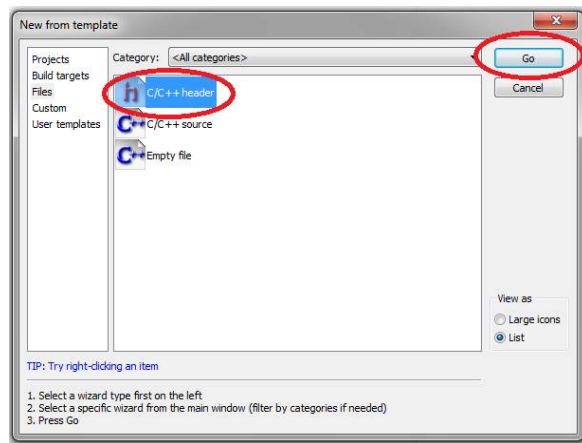 New from template
Projects
Build targets
Files
Custom
User templates
Category: <All categories>
C/C++ header
C/C++ source
Empty file
Go
Cancel
View as
Large icons
List
TIP: Try right-clicking an item
1. Select a wizard type first on the left
2. Select a specific wizard from the main window (filter by categories if needed)
3. Press Go